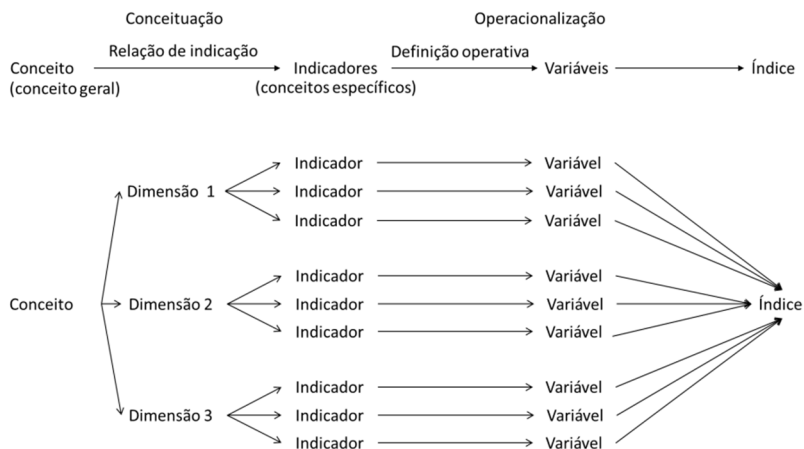 Conceituação Operacionalização
Relação de indicação Definição operativa
Conceito Indicadores Variáveis Índice
(conceito geral) (conceitos específicos)
Indicador Variável
Dimensão 1 Indicador Variável
Indicador Variável
Indicador Variável
Conceito Dimensão 2 Indicador Variável Índice
Indicador Variável
Indicador Variável
Dimensão 3 Indicador Variável
Indicador Variável